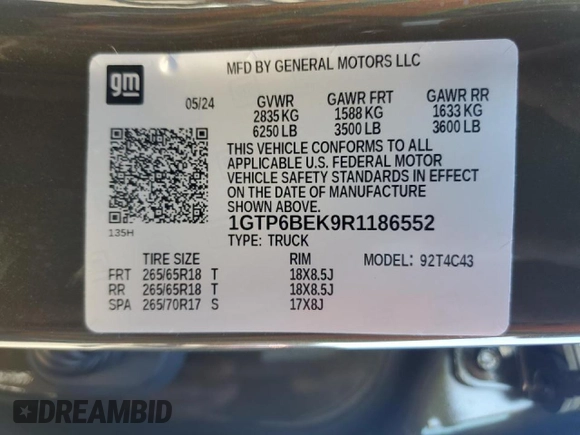 gm
MFD BY GENERAL MOTORS LLC
05/24 GVWR GAWR FRT GAWR RR
2835 KG 1588 KG 1633 KG
6250 LB 3500 LB 3600 LB
THIS VEHICLE CONFORMS TO ALL
APPLICABLE U.S. FEDERAL MOTOR
VEHICLE SAFETY STANDARDS IN EFFECT
ON THE DATE OF MANUFACTURE
SHOWN ABOVE.
135H
1GTP6BEK9R1186552
TYPE: TRUCK
TIRE SIZE RIM MODEL: 92T4C43
FRT 265/65R18 T 18X8.5J
RR 265/65R18 T 18X8.5J
SPA 265/70R17 S 17X8J
DREAMBID